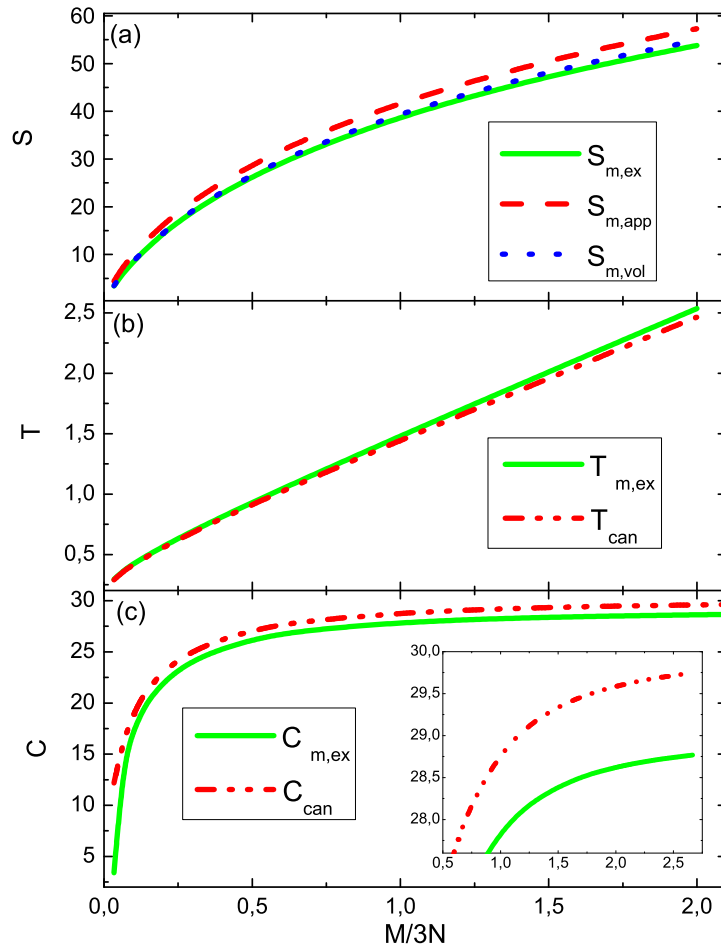 (a)
60
50
40
30
20
10
S
S m,ex
S m,app
S m,vol
(b)
2,5
2,0
1,5
1,0
0,5
T
T m,ex
T can
(c)
30
25
20
15
10
5
C
C m,ex
C can
30,0
29,5
29,0
28,5
28,0
0,5 1,0 1,5 2,0 2,5
0,0 0,5 1,0 1,5 2,0
M/3N